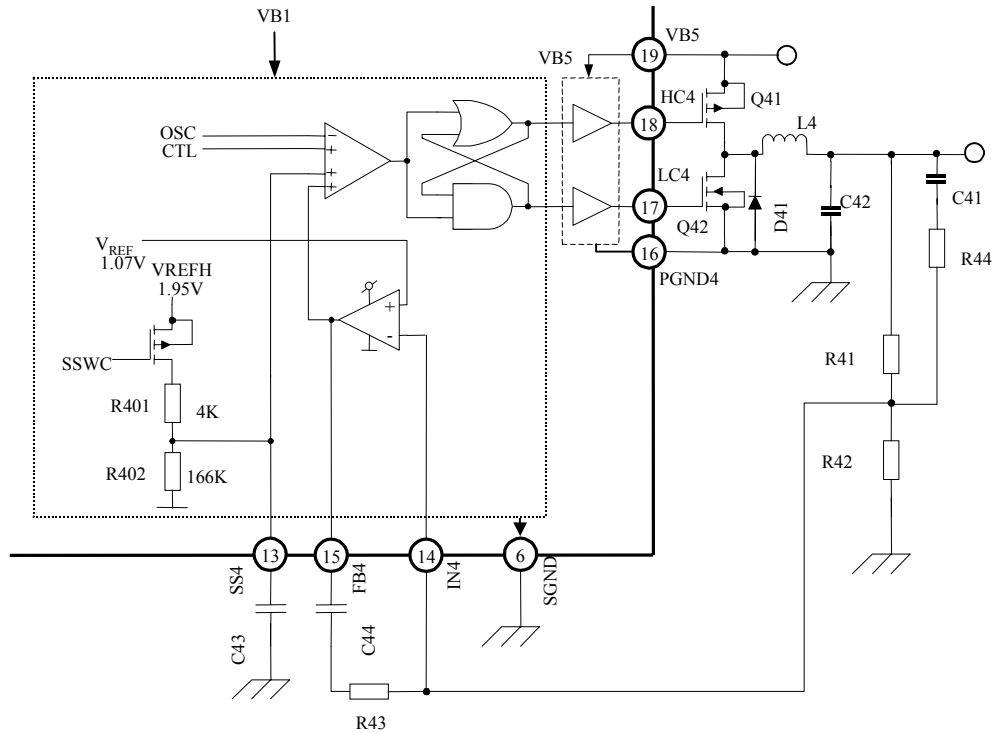 VB1
VB5
19
VB5
HC4
Q41
18
OSC
CTL
L4
LC4
17
Q42
D41
C42
C41
R44
16
PGND4
VREF
1.07V
VREFH
1.95V
+
-
−
+
+
+
SSWC
R401
4K
R402
166K
R41
R42
13
15
14
6
SS4
FB4
IN4
SGND
C43
C44
R43